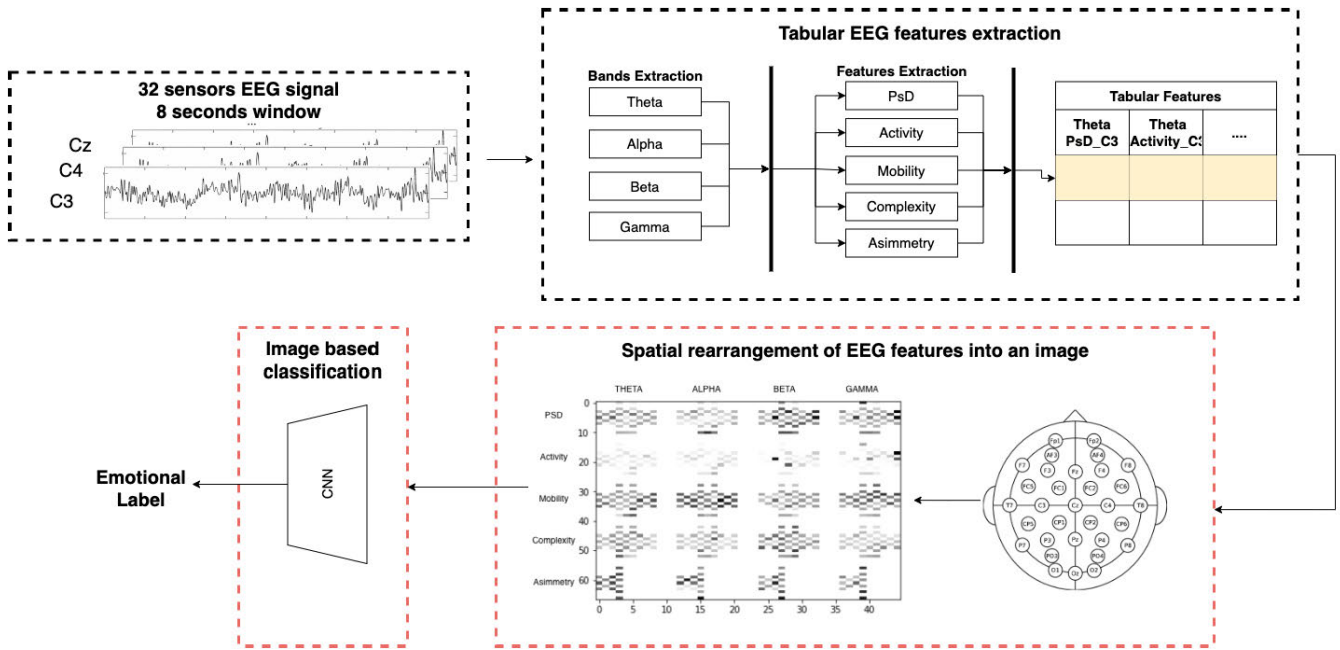 Tabular EEG features extraction
32 sensors EEG signal
8 seconds window
...
Cz
C4
C3
Bands Extraction
Theta
Alpha
Beta
Gamma
Features Extraction
PsD
Activity
Mobility
Complexity
Asimmetry
Tabular Features
Theta PsD_C3
Theta Activity_C3
....
Image based
classification
CNN
Emotional
Label
Spatial rearrangement of EEG features into an image
THETA ALPHA BETA GAMMA
PSD
Activity
Mobility
Complexity
Asimmetry
0
10
20
30
40
50
60
0 5 10 15 20 25 30 35 40
Fp1 Fp2
AF3 AF4
F7 F3 Fz F4 F8
FC5 FC1 FC2 FC6
T7 C3 Cz C4 T8
CP5 CP1 CP2 CP6
P7 P3 Pz P4 P8
PO3 PO4
O1 Oz O2